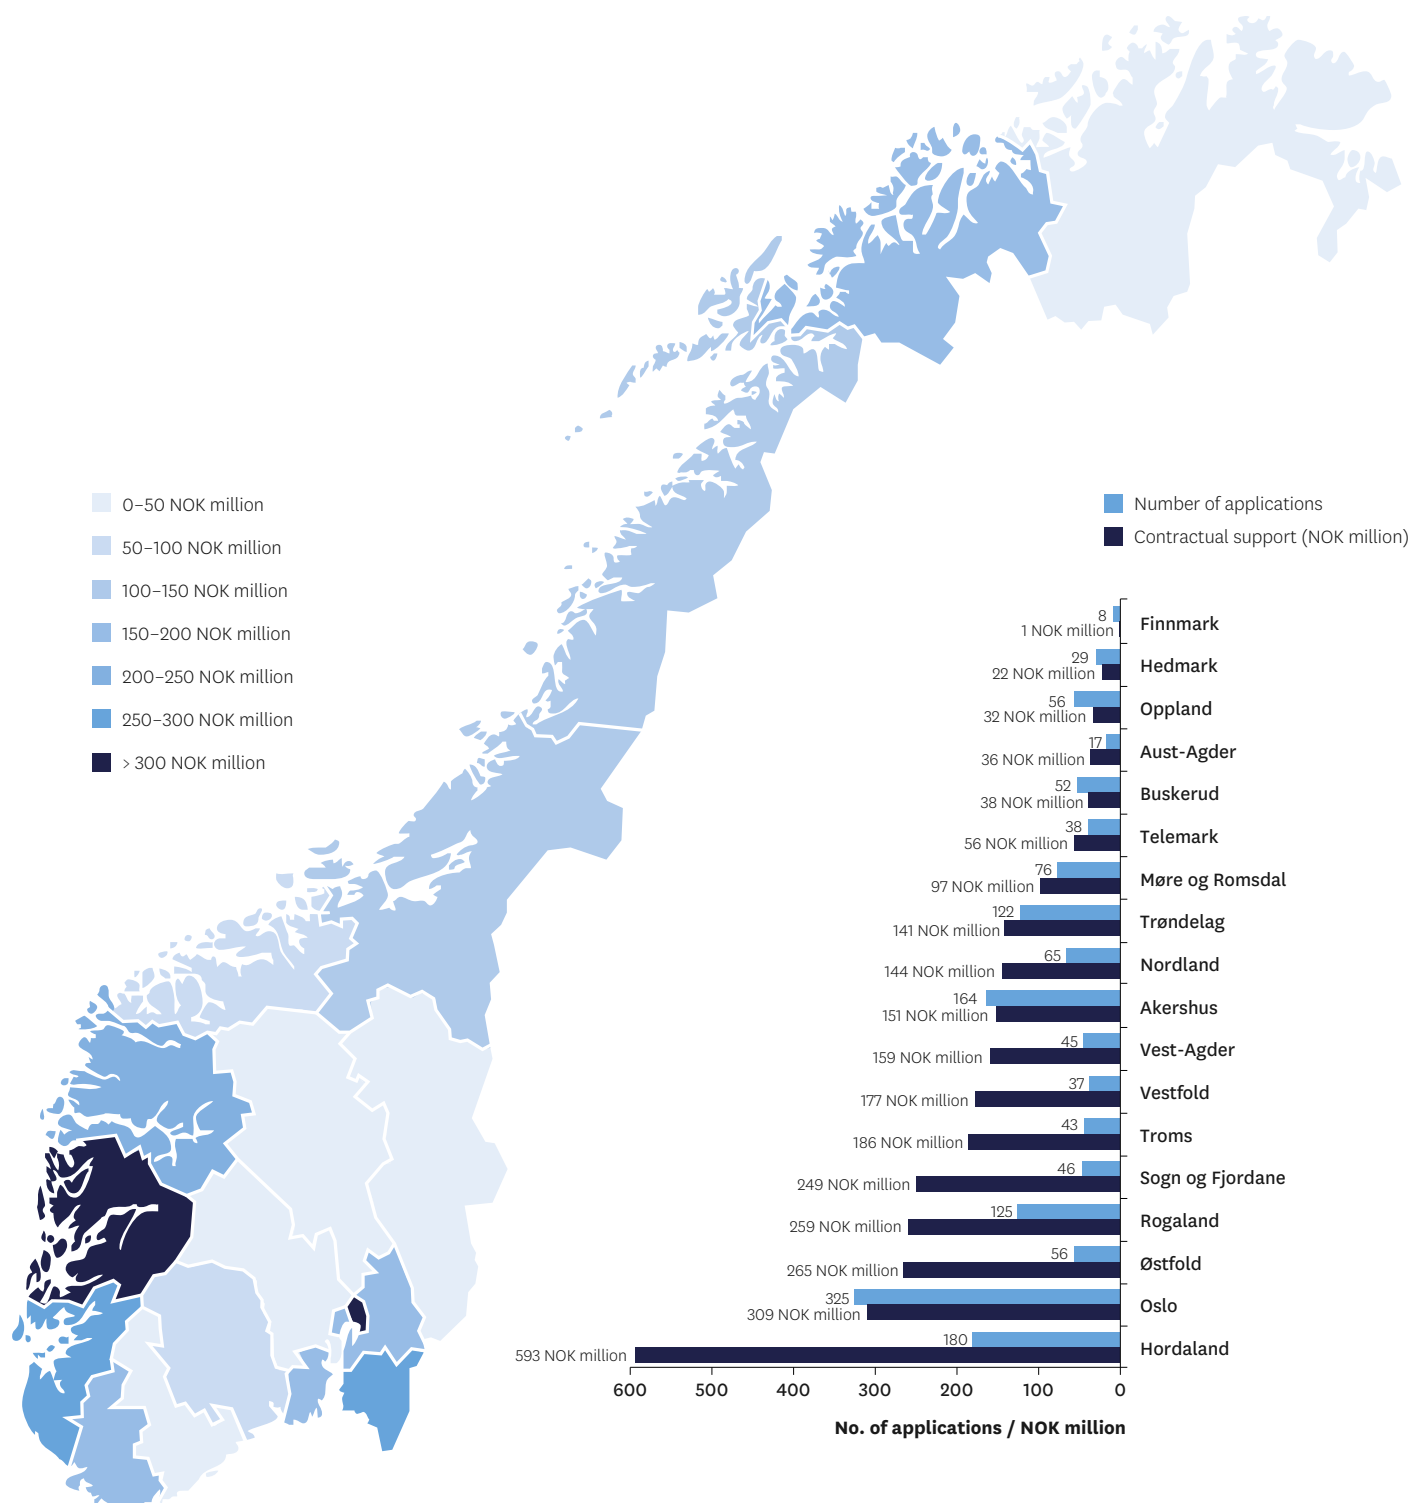 0–50 NOK million
50–100 NOK million
100–150 NOK million
150–200 NOK million
200–250 NOK million
250–300 NOK million
> 300 NOK million
Number of applications
Contractual support (NOK million)
8
1 NOK million
Finnmark
29
22 NOK million
Hedmark
56
32 NOK million
Oppland
17
36 NOK million
Aust-Agder
52
38 NOK million
Buskerud
38
56 NOK million
Telemark
76
97 NOK million
Møre og Romsdal
122
141 NOK million
Trøndelag
65
144 NOK million
Nordland
164
151 NOK million
Akershus
45
159 NOK million
Vest-Agder
37
177 NOK million
Vestfold
43
186 NOK million
Troms
46
249 NOK million
Sogn og Fjordane
125
259 NOK million
Rogaland
56
265 NOK million
Østfold
325
309 NOK million
Oslo
180
593 NOK million
Hordaland
600 500 400 300 200 100 0
No. of applications / NOK million